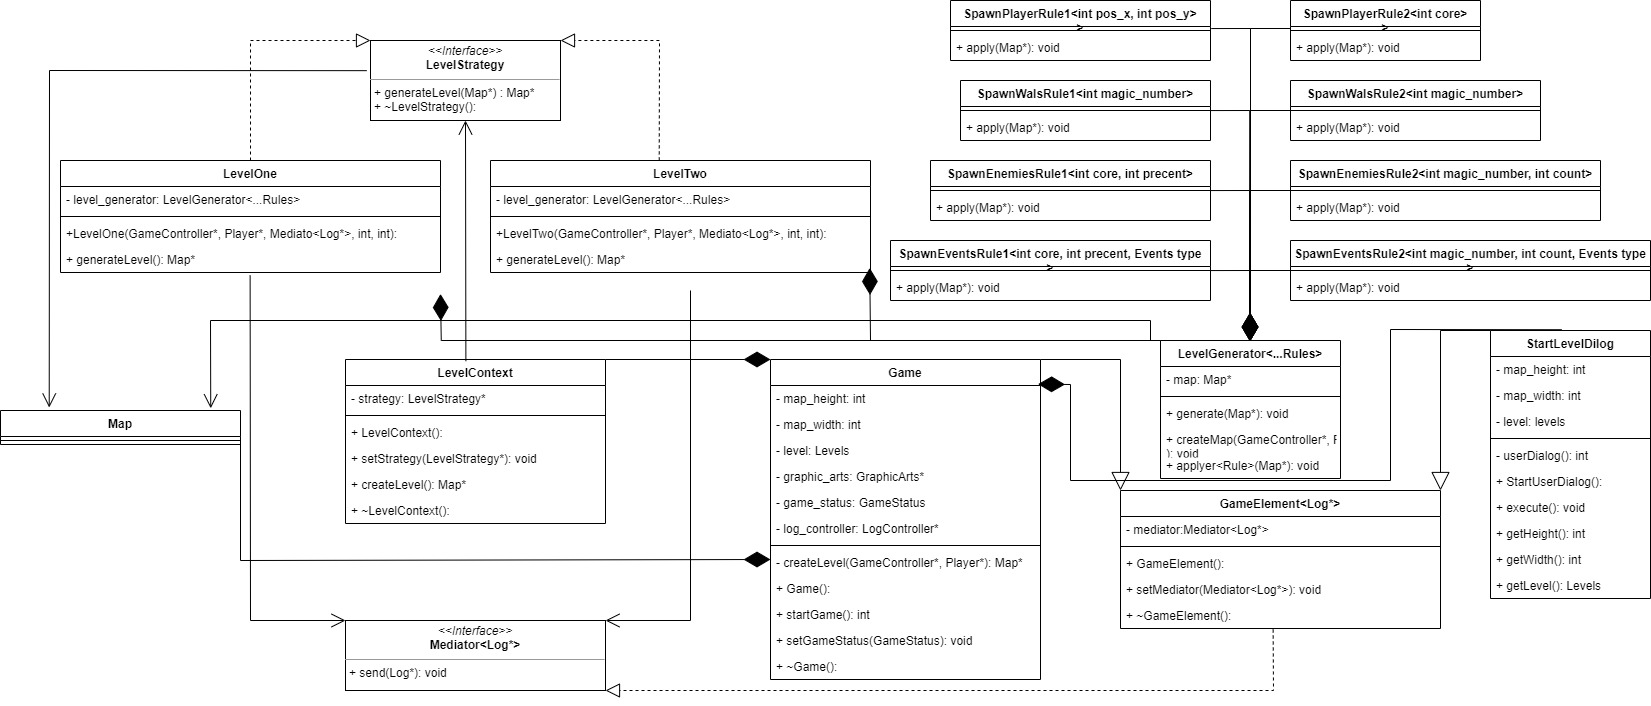 SpawnPlayerRule1<int pos_x, int pos_y>
>
+ apply(Map*): void
SpawnPlayerRule2<int core>
>
+ apply(Map*): void
<<Interface>>
LevelStrategy
+ generateLevel(Map*) : Map*
+ ~LevelStrategy():
SpawnWalsRule1<int magic_number>
+ apply(Map*): void
SpawnWalsRule2<int magic_number>
+ apply(Map*): void
LevelOne
- level_generator: LevelGenerator<...Rules>
+LevelOne(GameController*, Player*, Mediato<Log*>, int, int):
+ generateLevel(): Map*
LevelTwo
- level_generator: LevelGenerator<...Rules>
+LevelTwo(GameController*, Player*, Mediato<Log*>, int, int):
+ generateLevel(): Map*
SpawnEnemiesRule1<int core, int precent>
+ apply(Map*): void
SpawnEnemiesRule2<int magic_number, int count>
+ apply(Map*): void
SpawnEventsRule1<int core, int precent, Events type
>
+ apply(Map*): void
SpawnEventsRule2<int magic_number, int count, Events type
>
+ apply(Map*): void
Map
LevelContext
- strategy: LevelStrategy*
+ LevelContext():
+ setStrategy(LevelStrategy*): void
+ createLevel(): Map*
+ ~LevelContext():
Game
- map_height: int
- map_width: int
- level: Levels
- graphic_arts: GraphicArts*
- game_status: GameStatus
- log_controller: LogController*
- createLevel(GameController*, Player*): Map*
+ Game():
+ startGame(): int
+ setGameStatus(GameStatus): void
+ ~Game():
LevelGenerator<...Rules>
- map: Map*
+ generate(Map*): void
+ createMap(GameController*, P
): void
+ applyer<Rule>(Map*): void
StartLevelDilog
- map_height: int
- map_width: int
- level: levels
- userDialog(): int
+ StartUserDialog():
+ execute(): void
+ getHeight(): int
+ getWidth(): int
+ getLevel(): Levels
GameElement<Log*>
- mediator:Mediator<Log*>
+ GameElement():
+ setMediator(Mediator<Log*>): void
+ ~GameElement():
<<Interface>>
Mediator<Log*>
+ send(Log*): void